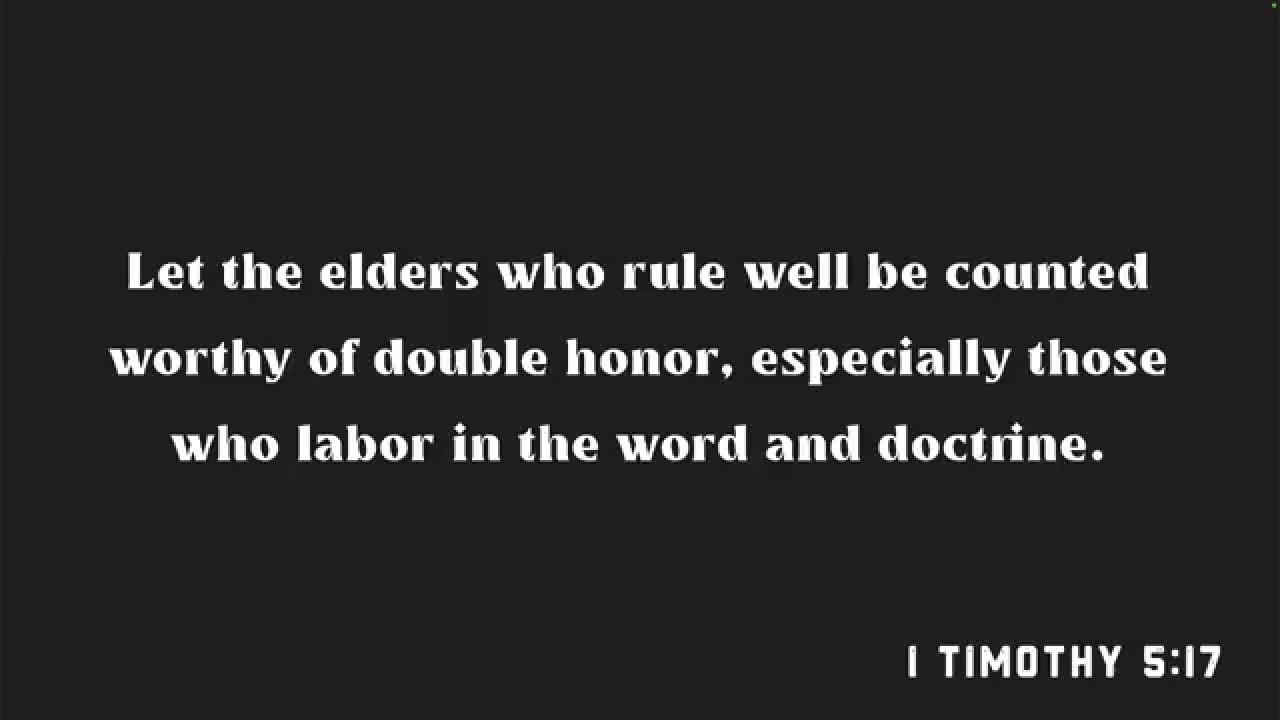 Let the elders who rule well be counted
worthy of double honor, especially those
who labor in the word and doctrine.
1 TIMOTHY 5:17